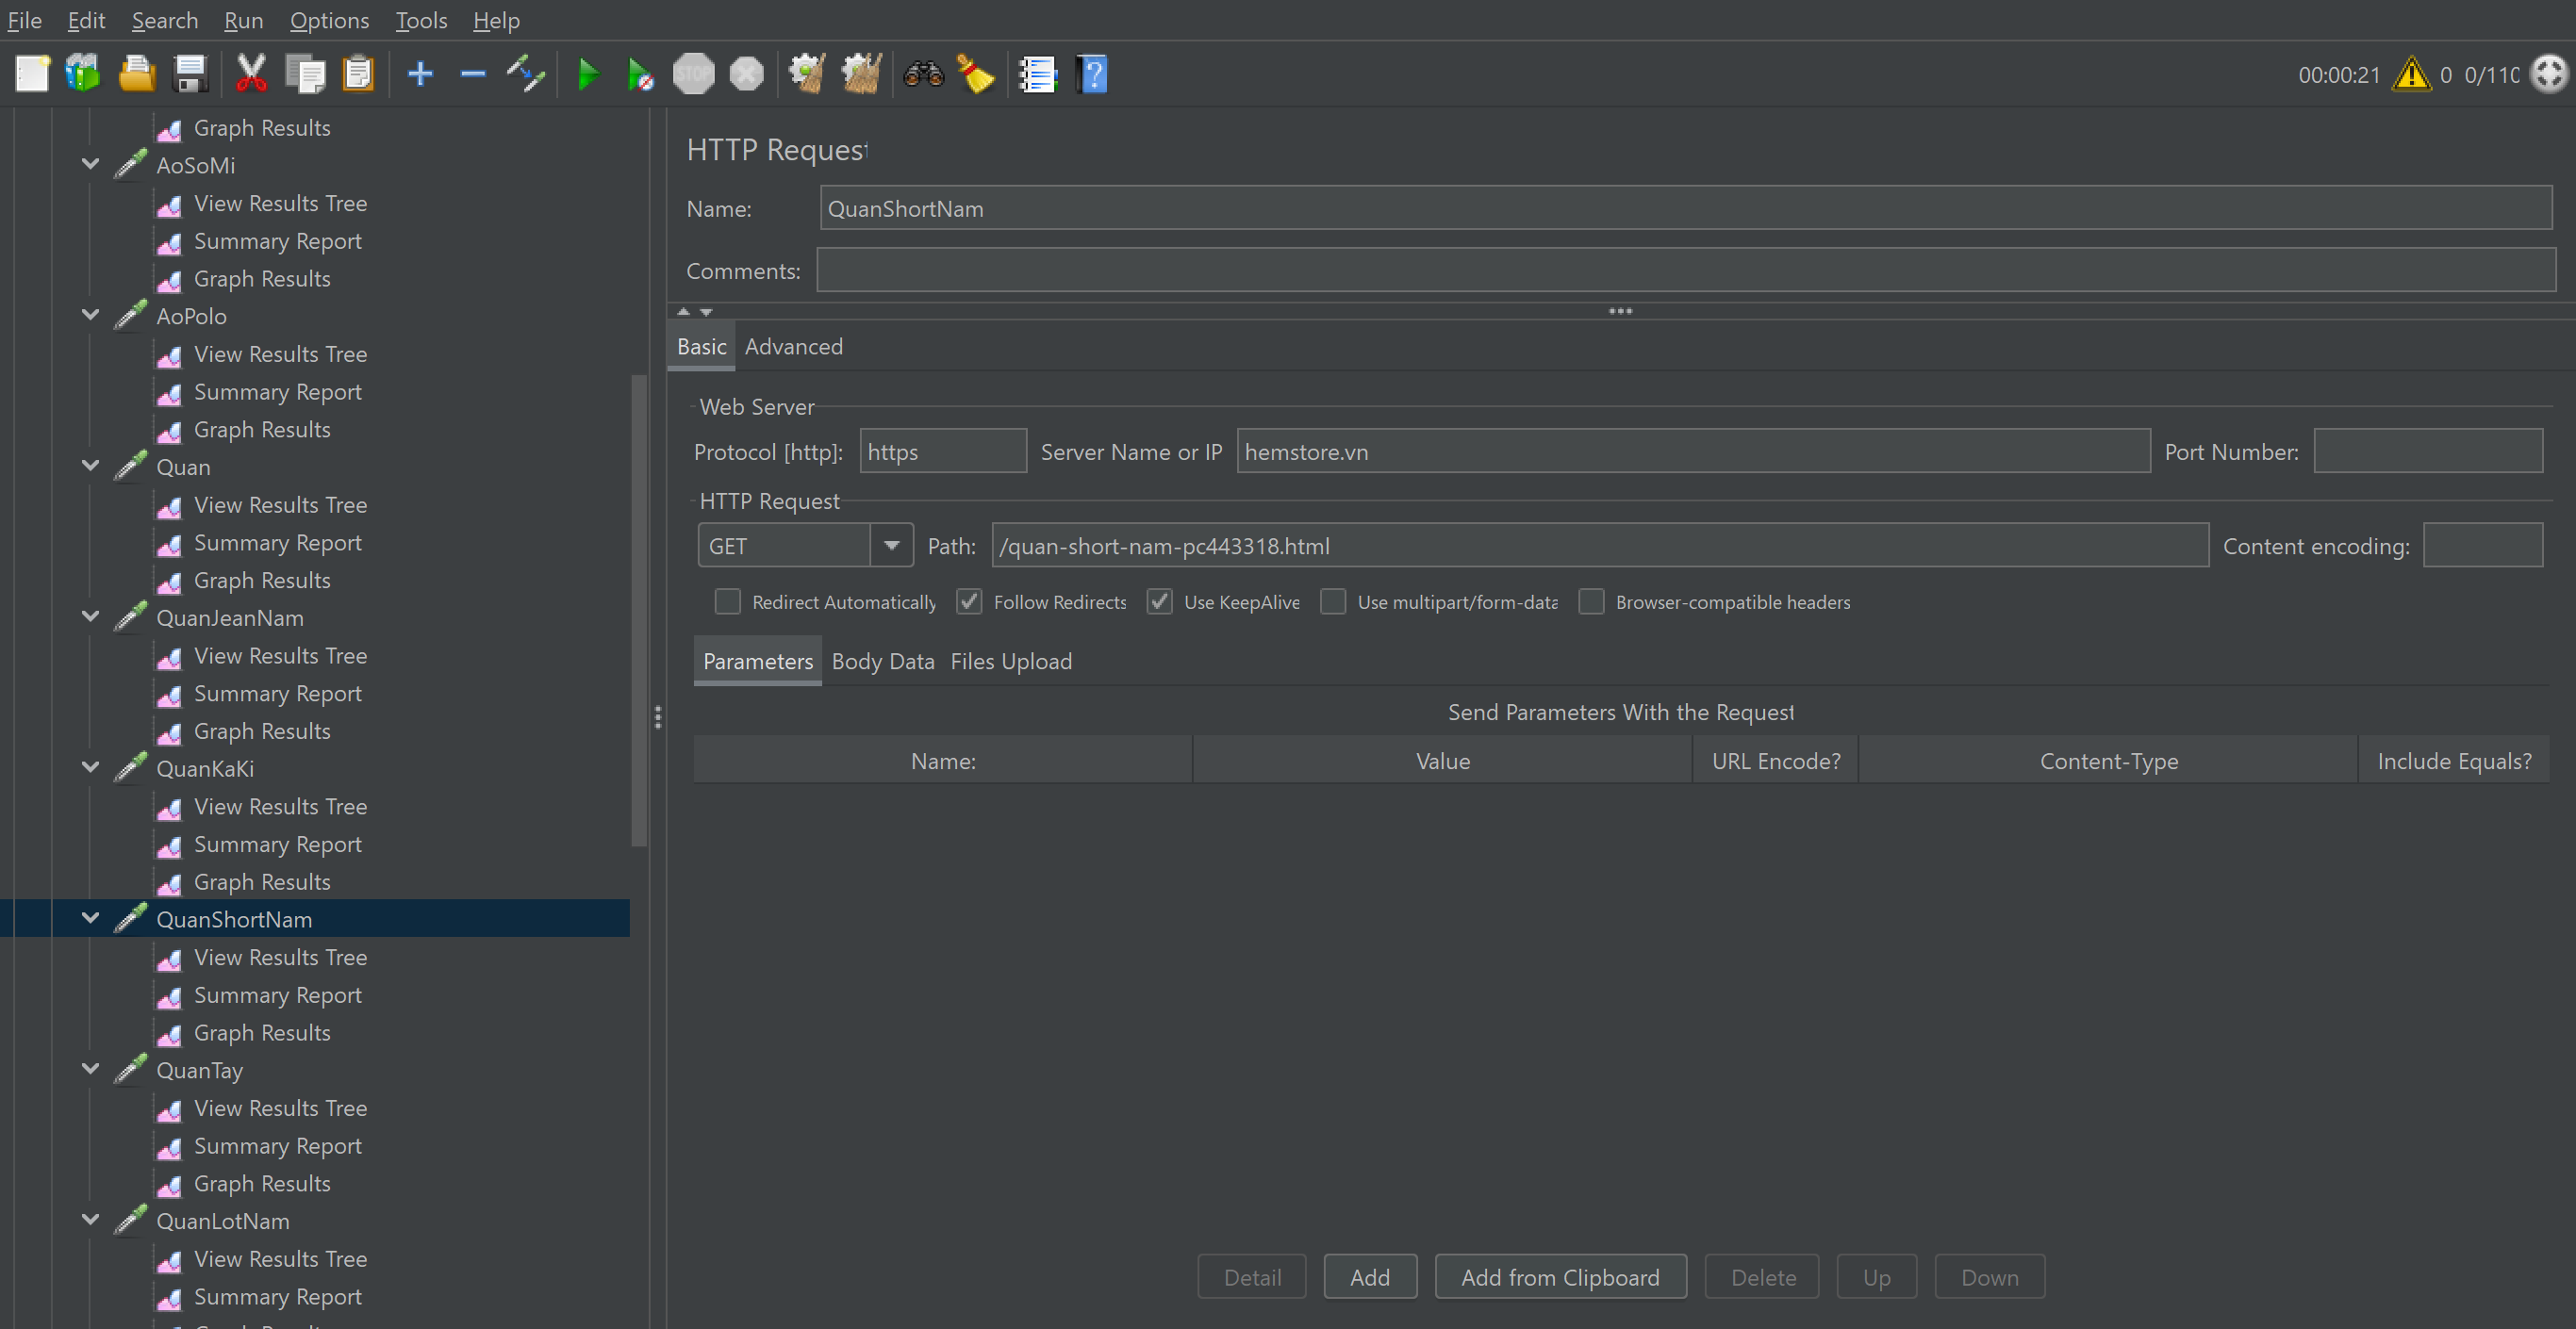 File Edit Search Run Options Tools Help
STOP
?
00:00:21 0 0/110
Graph Results
AoSoMi
View Results Tree
Summary Report
Graph Results
AoPolo
View Results Tree
Summary Report
Graph Results
Quan
View Results Tree
Summary Report
Graph Results
QuanJeanNam
View Results Tree
Summary Report
Graph Results
QuanKaKi
View Results Tree
Summary Report
Graph Results
QuanShortNam
View Results Tree
Summary Report
Graph Results
QuanTay
View Results Tree
Summary Report
Graph Results
QuanLotNam
View Results Tree
Summary Report
HTTP Request
Name: QuanShortNam
Comments:
Basic Advanced
Web Server
Protocol [http]: https Server Name or IP hemstore.vn Port Number:
HTTP Request
GET Path: /quan-short-nam-pc443318.html Content encoding:
Redirect Automatically Follow Redirects Use KeepAlive Use multipart/form-data Browser-compatible headers
Parameters Body Data Files Upload
Send Parameters With the Request
Name: Value URL Encode? Content-Type Include Equals?
Detail Add Add from Clipboard Delete Up Down